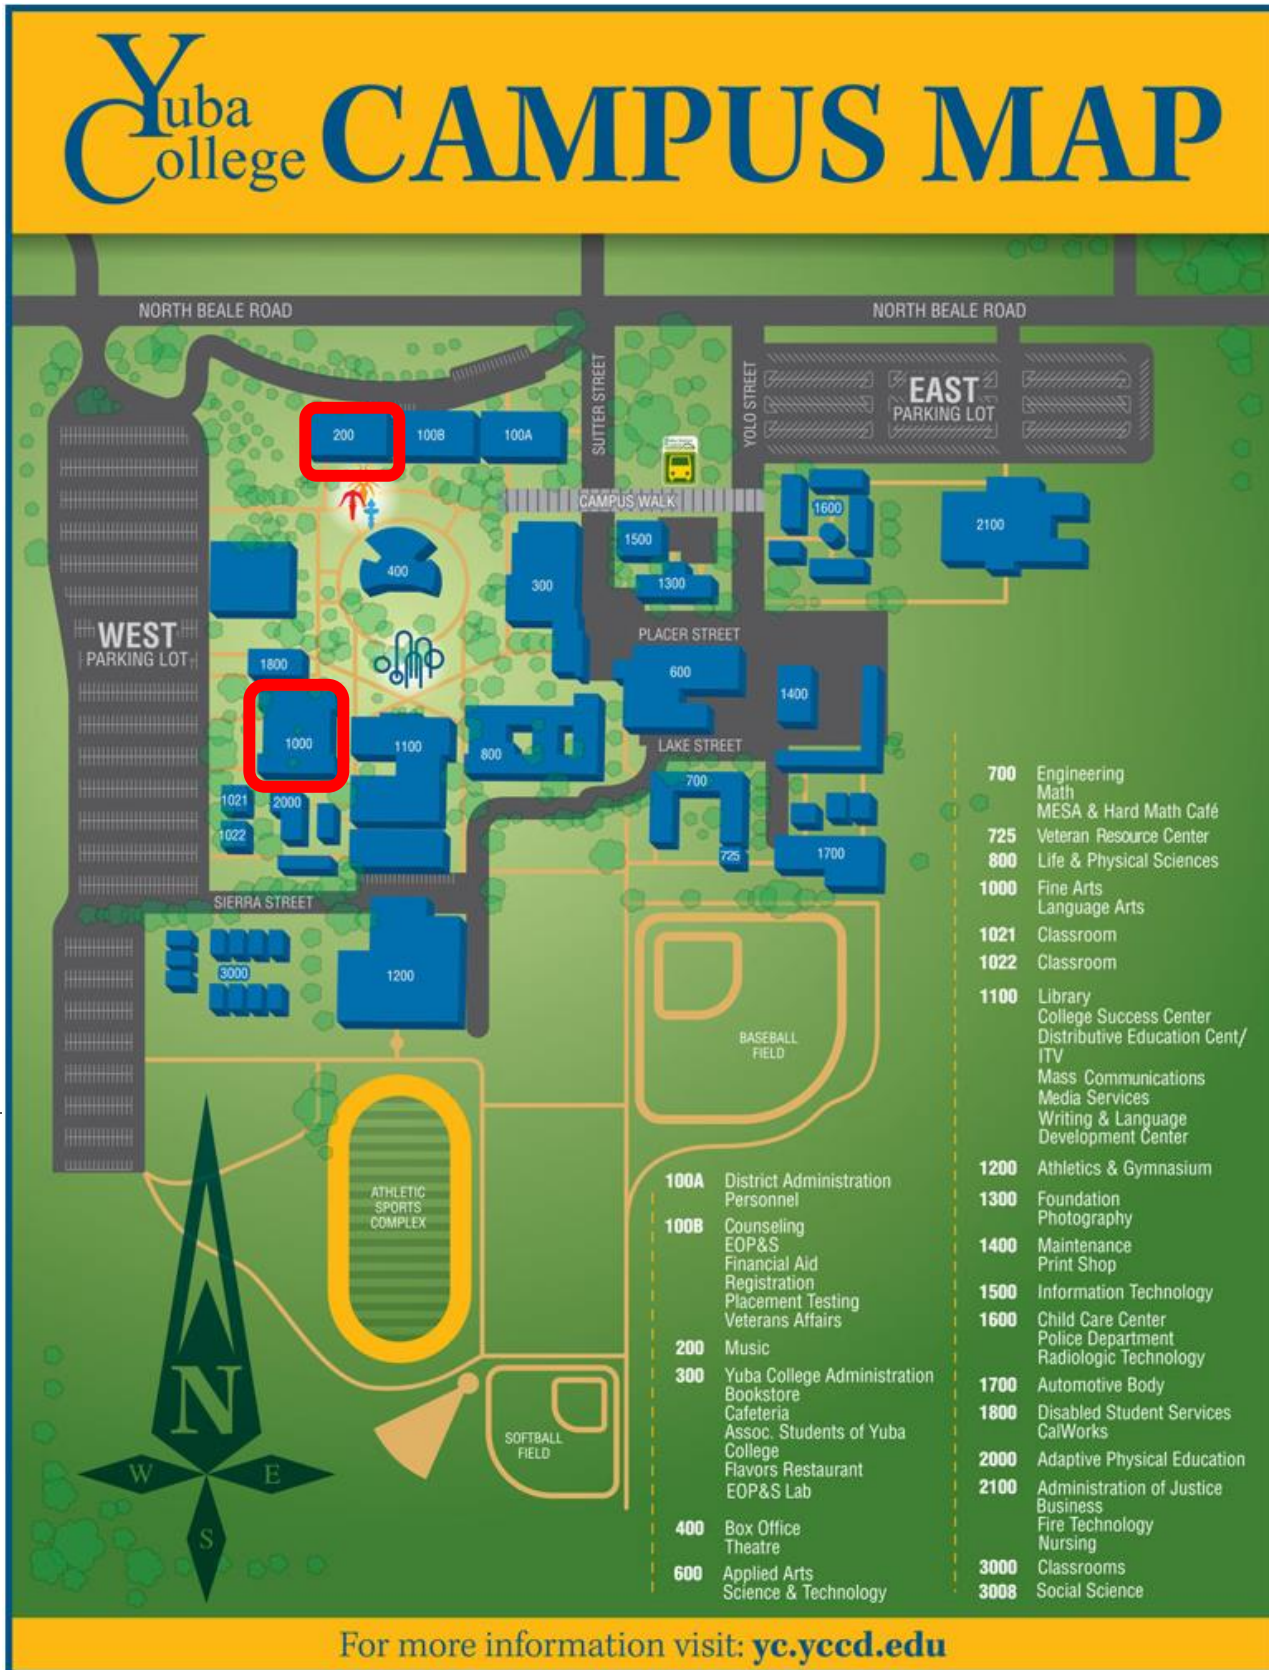 Yuba
College
CAMPUS MAP
NORTH BEALE ROAD
NORTH BEALE ROAD
SUTTER STREET
YOLO STREET
EAST
PARKING LOT
200
100B
100A
CAMPUS WALK
1600
2100
1500
400
300
1300
WEST
PARKING LOT
PLACER STREET
1800
600
1400
1000
1100
800
LAKE STREET
700
1021
2000
1022
725
1700
SIERRA STREET
3000
1200
BASEBALL
FIELD
ATHLETIC
SPORTS
COMPLEX
SOFTBALL
FIELD
N
W
E
S
100A District Administration
Personnel
100B Counseling
EOP&S
Financial Aid
Registration
Placement Testing
Veterans Affairs
200 Music
300 Yuba College Administration
Bookstore
Cafeteria
Assoc. Students of Yuba
College
Flavors Restaurant
EOP&S Lab
400 Box Office
Theatre
600 Applied Arts
Science & Technology
700 Engineering
Math
MESA & Hard Math Café
725 Veteran Resource Center
800 Life & Physical Sciences
1000 Fine Arts
Language Arts
1021 Classroom
1022 Classroom
1100 Library
College Success Center
Distributive Education Cent/
ITV
Mass Communications
Media Services
Writing & Language
Development Center
1200 Athletics & Gymnasium
1300 Foundation
Photography
1400 Maintenance
Print Shop
1500 Information Technology
1600 Child Care Center
Police Department
Radiologic Technology
1700 Automotive Body
1800 Disabled Student Services
CalWorks
2000 Adaptive Physical Education
2100 Administration of Justice
Business
Fire Technology
Nursing
3000 Classrooms
3008 Social Science
For more information visit: yc.yccd.edu